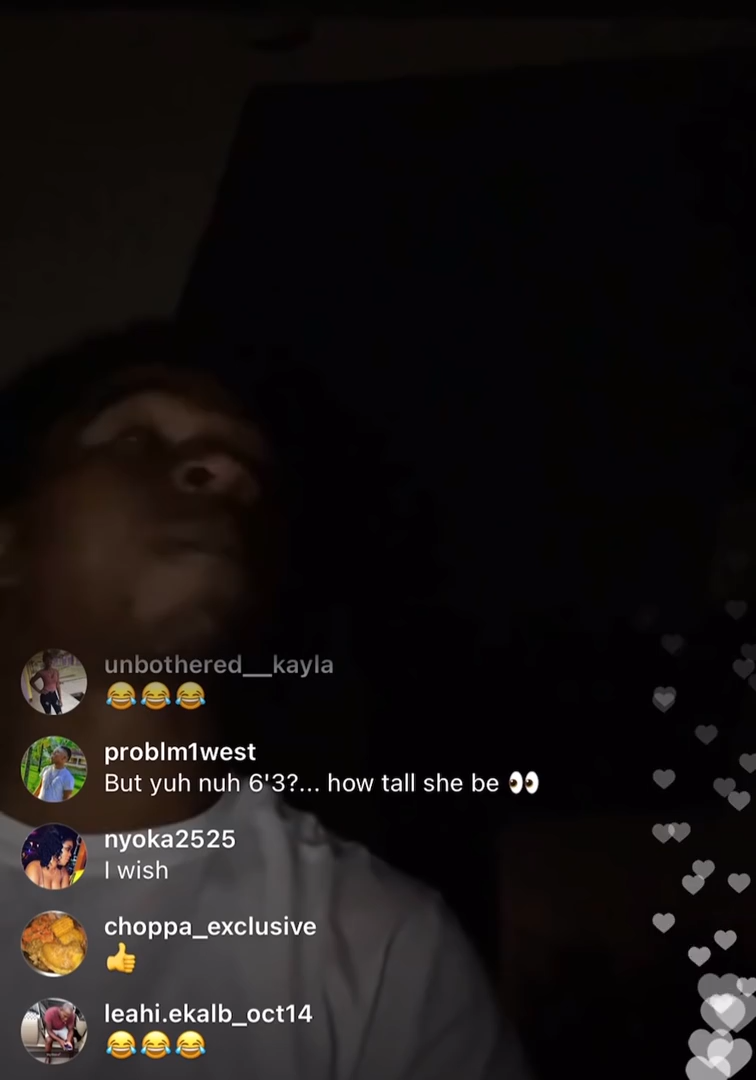 unbothered__kayla
😂😂😂
problm1west
But yuh nuh 6'3?... how tall she be 👀
nyoka2525
I wish
choppa_exclusive
👍
leahi.ekalb_oct14
😂😂😂